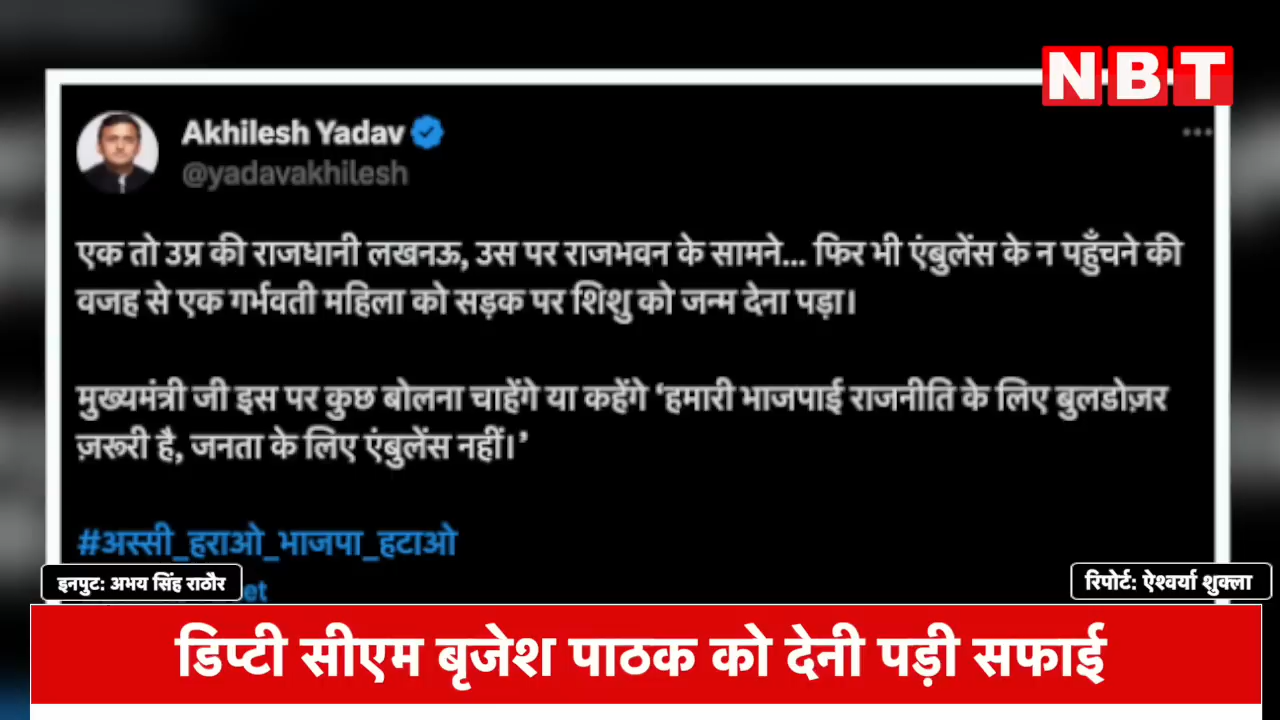 NBT
Akhilesh Yadav
@yadavakhilesh
एक तो उप्र की राजधानी लखनऊ, उस पर राजभवन के सामने... फिर भी एंबुलेंस के न पहुँचने की
वजह से एक गर्भवती महिला को सड़क पर शिशु को जन्म देना पड़ा।
मुख्यमंत्री जी इस पर कुछ बोलना चाहेंगे या कहेंगे ‘हमारी भाजपाई राजनीति के लिए बुलडोज़र
ज़रूरी है, जनता के लिए एंबुलेंस नहीं।’
#अस्सी_हराओ_भाजपा_हटाओ
इनपुट: अभय सिंह राठौर
रिपोर्ट: ऐश्वर्या शुक्ला
डिप्टी सीएम बृजेश पाठक को देनी पड़ी सफाई